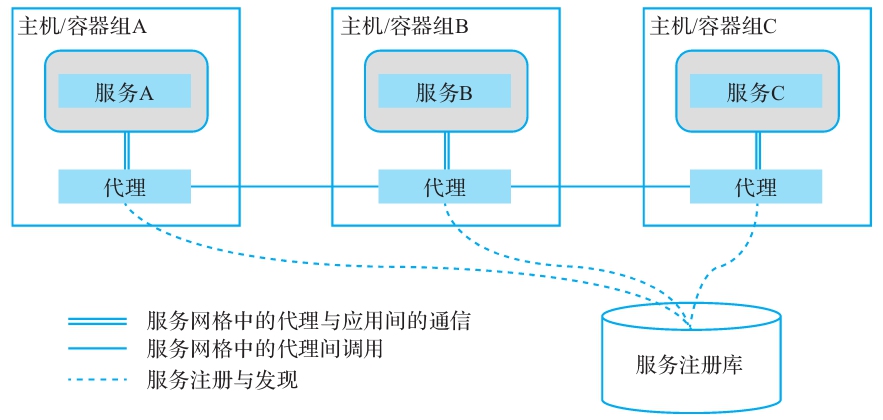 主机/容器组A
主机/容器组B
主机/容器组C
服务A
服务B
服务C
代理
代理
代理
服务网格中的代理与应用间的通信
服务网格中的代理间调用
服务注册与发现
服务注册库